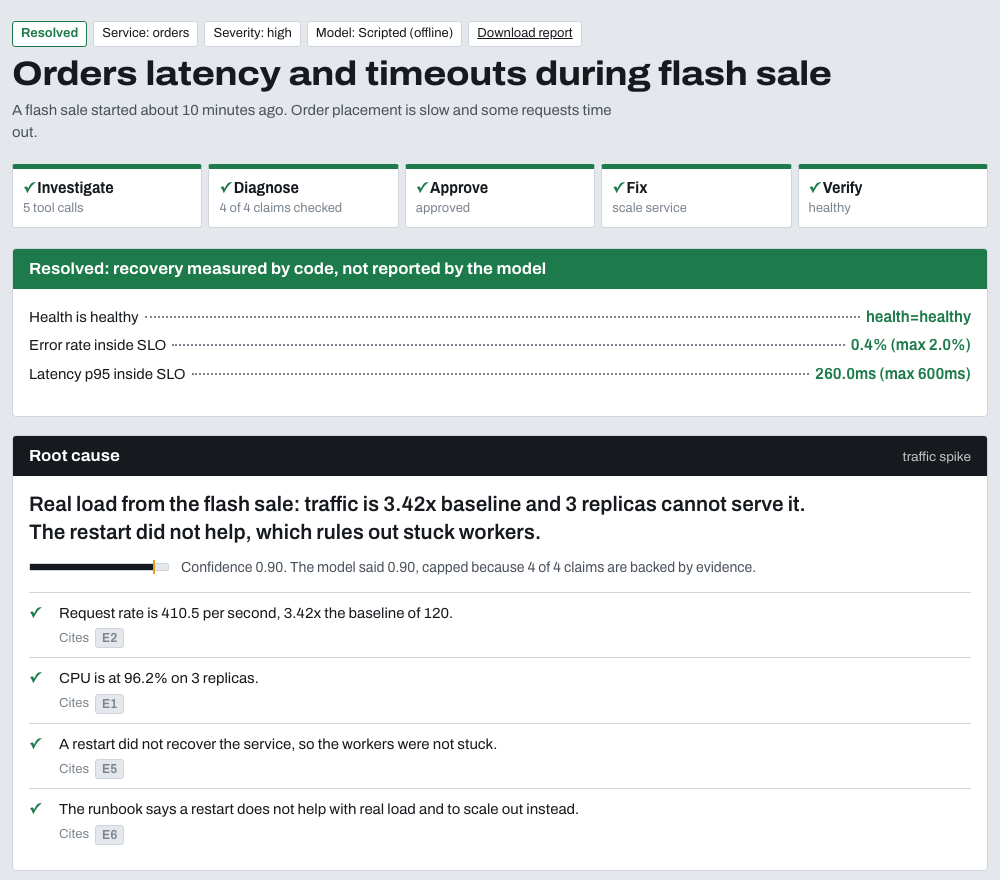 Resolved
Service: orders
Severity: high
Model: Scripted (offline)
Download report
Orders latency and timeouts during flash sale
A flash sale started about 10 minutes ago. Order placement is slow and some requests time
out.
✓Investigate
5 tool calls
✓Diagnose
4 of 4 claims checked
✓Approve
approved
✓Fix
scale service
✓Verify
healthy
Resolved: recovery measured by code, not reported by the model
Health is healthy health=healthy
Error rate inside SLO 0.4% (max 2.0%)
Latency p95 inside SLO 260.0ms (max 600ms)
Root cause traffic spike
Real load from the flash sale: traffic is 3.42x baseline and 3 replicas cannot serve it.
The restart did not help, which rules out stuck workers.
Confidence 0.90. The model said 0.90, capped because 4 of 4 claims are backed by evidence.
✓ Request rate is 410.5 per second, 3.42x the baseline of 120.
Cites E2
✓ CPU is at 96.2% on 3 replicas.
Cites E1
✓ A restart did not recover the service, so the workers were not stuck.
Cites E5
✓ The runbook says a restart does not help with real load and to scale out instead.
Cites E6